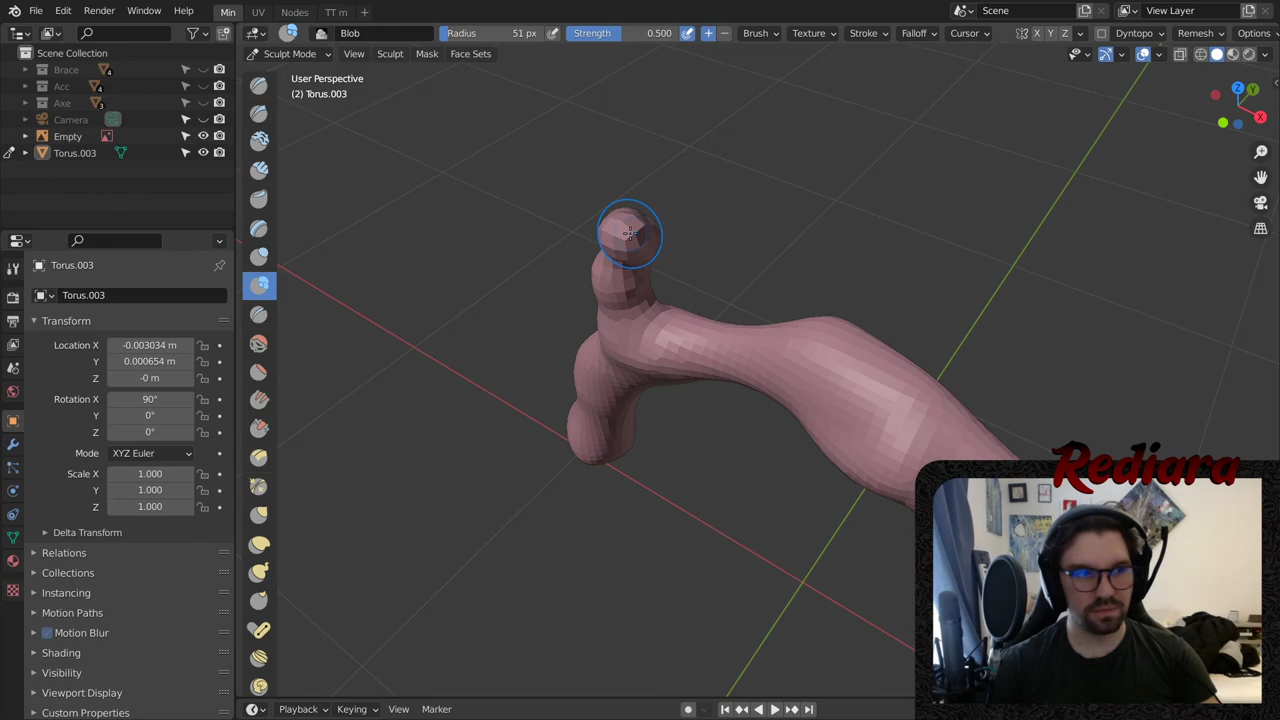 File Edit Render Window Help Min UV Nodes TT m Scene View Layer
Blob Radius 51 px Strength 0.500 Brush Texture Stroke Falloff Cursor X Y Z Dyntopo Remesh Options
Scene Collection Sculpt Mode View Sculpt Mask Face Sets
Brace 4
Acc 4
Axe 3
Camera
Empty
Torus.003
User Perspective
(2) Torus.003
Z Y X
Torus.003
Torus.003
Transform
Location X -0.003034 m
Y 0.000654 m
Z -0 m
Rotation X 90°
Y 0°
Z 0°
Mode XYZ Euler
Scale X 1.000
Y 1.000
Z 1.000
Delta Transform
Relations
Collections
Instancing
Motion Paths
Motion Blur
Shading
Visibility
Viewport Display
Custom Properties
Rediara
Playback Keying View Marker